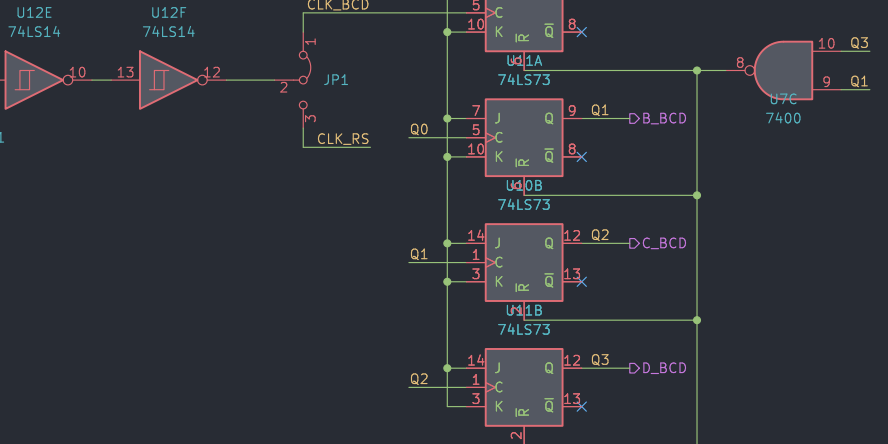 U12E
74LS14
10
U12F
74LS14
13
12
CLK_BCD
1
2
JP1
3
CLK_RS
5
C
10
K
R
Q
8
U11A
74LS73
8
10
Q3
9
Q1
U7C
7400
7
J
Q
9
Q1
B_BCD
Q0
5
C
10
K
R
Q
8
U10B
74LS73
14
J
Q
12
Q2
C_BCD
Q1
1
C
3
K
R
Q
13
U11B
74LS73
14
J
Q
12
Q3
D_BCD
Q2
1
C
3
K
R
Q
13
2